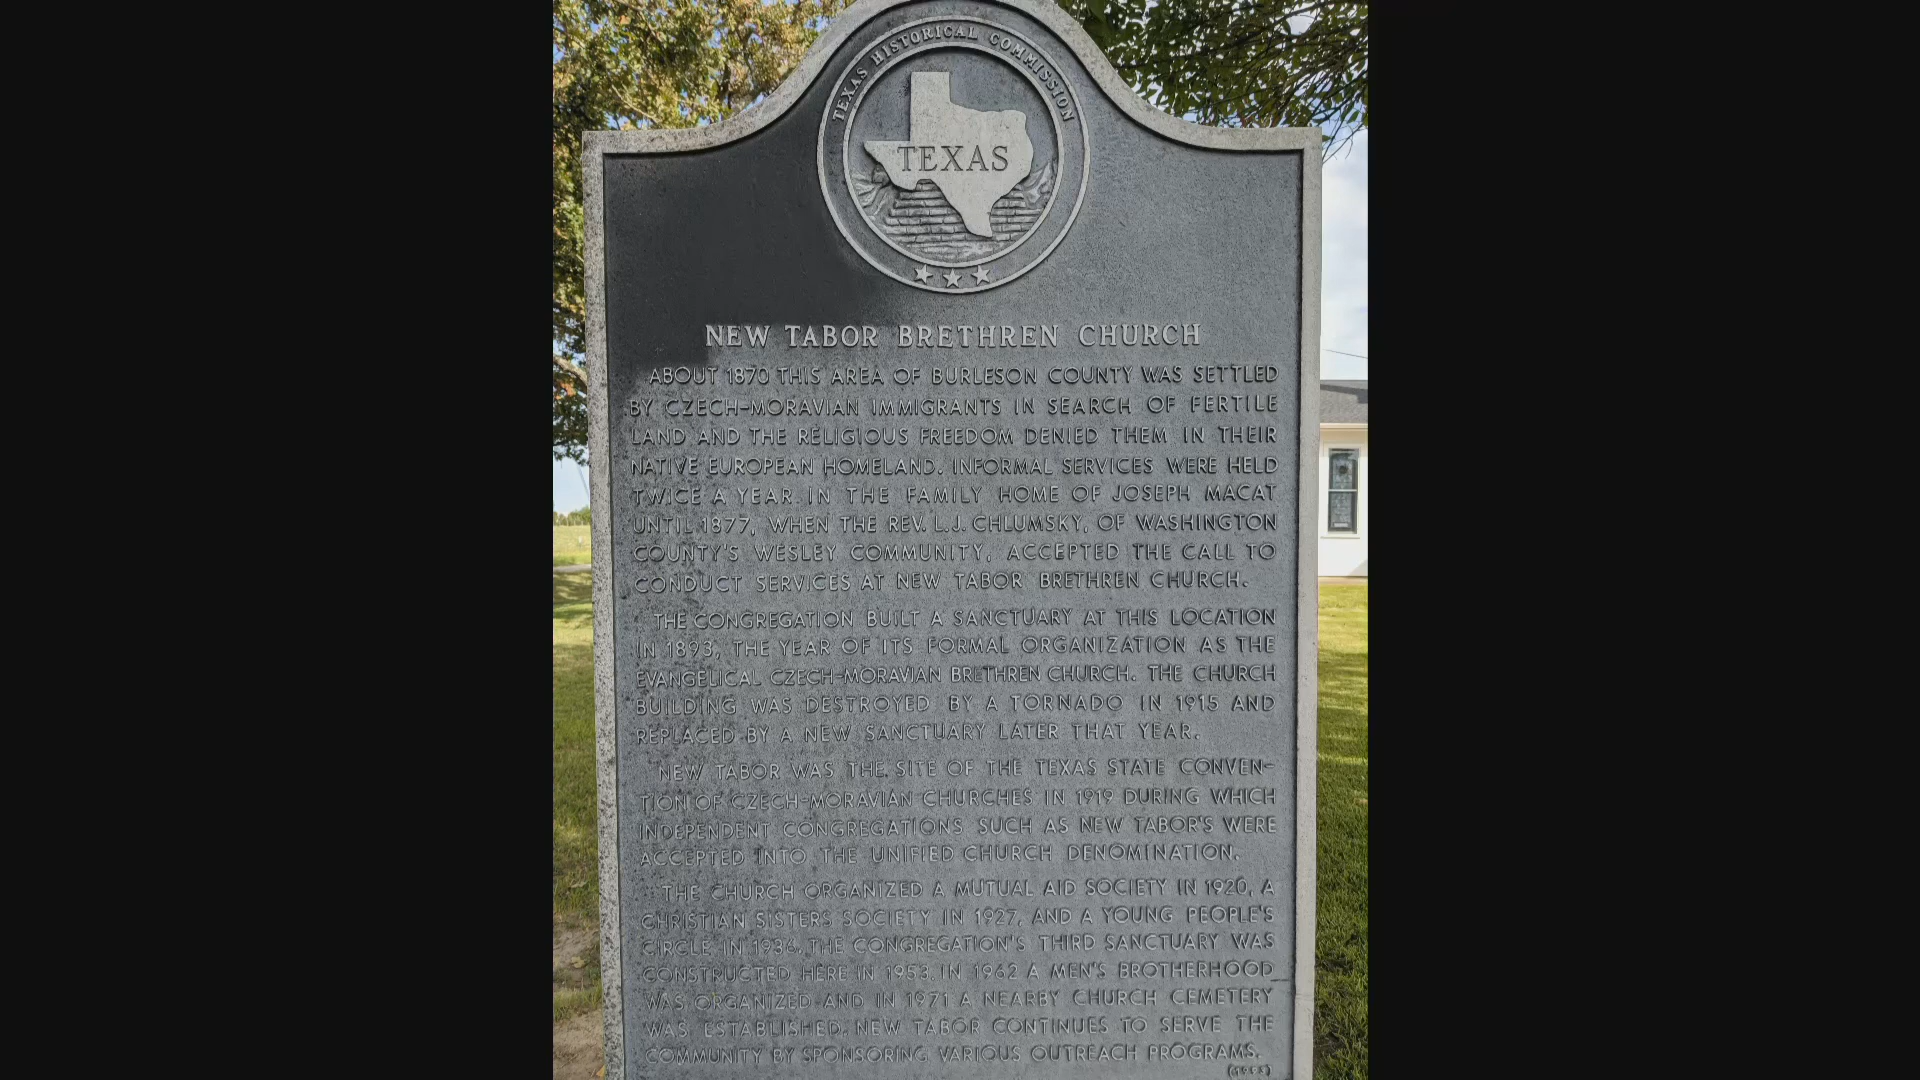 TEXAS HISTORICAL COMMISSION
TEXAS
NEW TABOR BRETHREN CHURCH
ABOUT 1870 THIS AREA OF BURLESON COUNTY WAS SETTLED
BY CZECH-MORAVIAN IMMIGRANTS IN SEARCH OF FERTILE
LAND AND THE RELIGIOUS FREEDOM DENIED THEM IN THEIR
NATIVE EUROPEAN HOMELAND. INFORMAL SERVICES WERE HELD
TWICE A YEAR IN THE FAMILY HOME OF JOSEPH MACAT
UNTIL 1877, WHEN THE REV. L.J. CHLUMSKY, OF WASHINGTON
COUNTY'S WESLEY COMMUNITY, ACCEPTED THE CALL TO
CONDUCT SERVICES AT NEW TABOR BRETHREN CHURCH.
THE CONGREGATION BUILT A SANCTUARY AT THIS LOCATION
IN 1893, THE YEAR OF ITS FORMAL ORGANIZATION AS THE
EVANGELICAL CZECH-MORAVIAN BRETHREN CHURCH. THE CHURCH
BUILDING WAS DESTROYED BY A TORNADO IN 1915 AND
REPLACED BY A NEW SANCTUARY LATER THAT YEAR.
NEW TABOR WAS THE SITE OF THE TEXAS STATE CONVEN-
TION OF CZECH-MORAVIAN CHURCHES IN 1919 DURING WHICH
INDEPENDENT CONGREGATIONS SUCH AS NEW TABOR'S WERE
ACCEPTED INTO THE UNIFIED CHURCH DENOMINATION.
THE CHURCH ORGANIZED A MUTUAL AID SOCIETY IN 1920, A
CHRISTIAN SISTERS SOCIETY IN 1927, AND A YOUNG PEOPLE'S
CIRCLE IN 1936. THE CONGREGATION'S THIRD SANCTUARY WAS
CONSTRUCTED HERE IN 1953. IN 1962 A MEN'S BROTHERHOOD
WAS ORGANIZED AND IN 1971 A NEARBY CHURCH CEMETERY
WAS ESTABLISHED. NEW TABOR CONTINUES TO SERVE THE
COMMUNITY BY SPONSORING VARIOUS OUTREACH PROGRAMS.